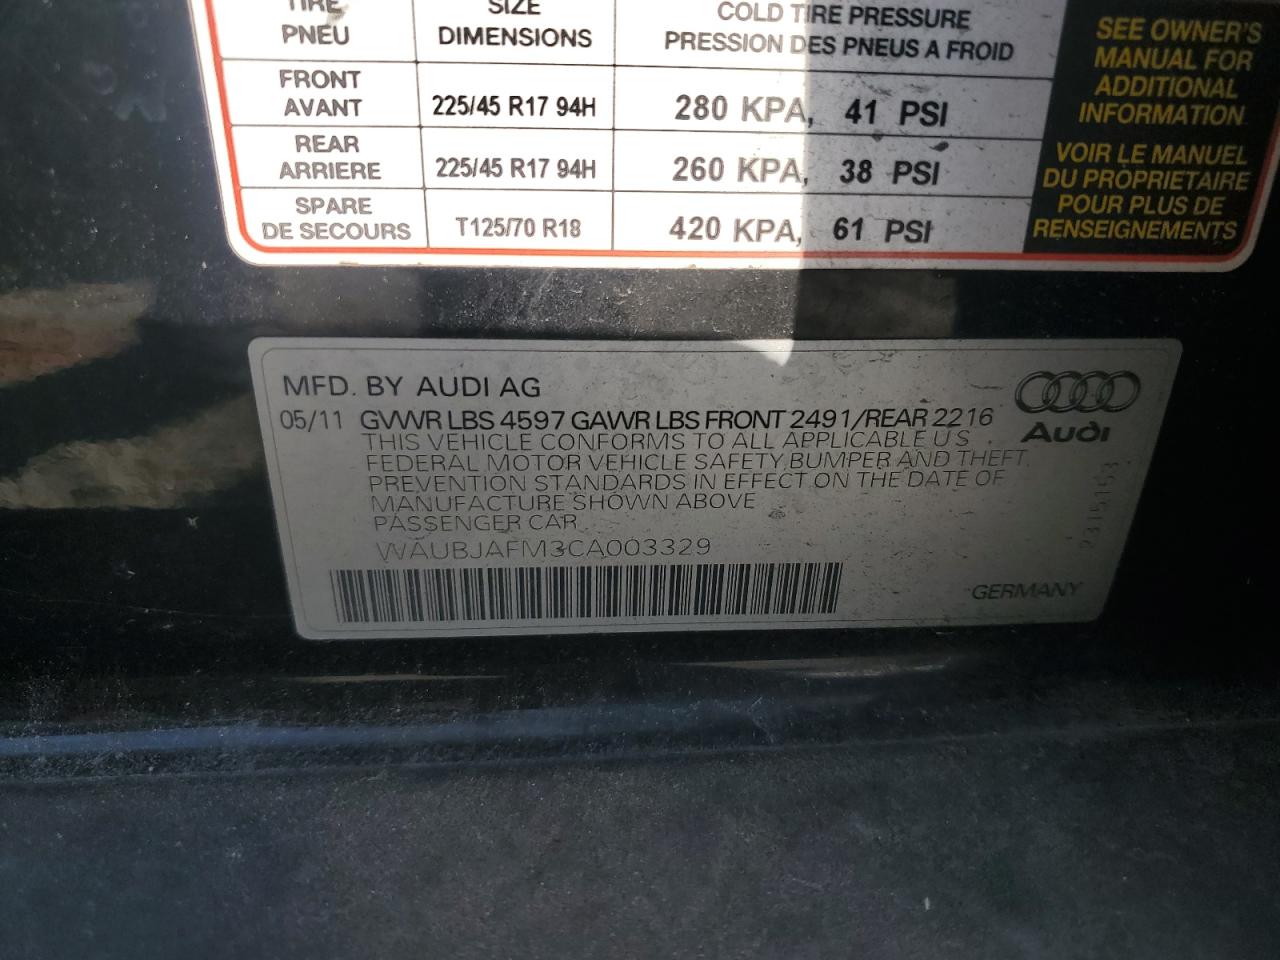 TIRE SIZE COLD TIRE PRESSURE
PNEU DIMENSIONS PRESSION DES PNEUS A FROID
FRONT
AVANT 225/45 R17 94H 280 KPA, 41 PSI
REAR
ARRIERE 225/45 R17 94H 260 KPA, 38 PSI
SPARE
DE SECOURS T125/70 R18 420 KPA, 61 PSI
SEE OWNER'S
MANUAL FOR
ADDITIONAL
INFORMATION
VOIR LE MANUEL
DU PROPRIETAIRE
POUR PLUS DE
RENSEIGNEMENTS
MFD. BY AUDI AG
05/11 GVWR LBS 4597 GAWR LBS FRONT 2491/REAR 2216
THIS VEHICLE CONFORMS TO ALL APPLICABLE U S
FEDERAL MOTOR VEHICLE SAFETY,BUMPER AND THEFT
PREVENTION STANDARDS IN EFFECT ON THE DATE OF
MANUFACTURE SHOWN ABOVE
PASSENGER CAR
WAUBJAFM3CA003329
Audi
GERMANY